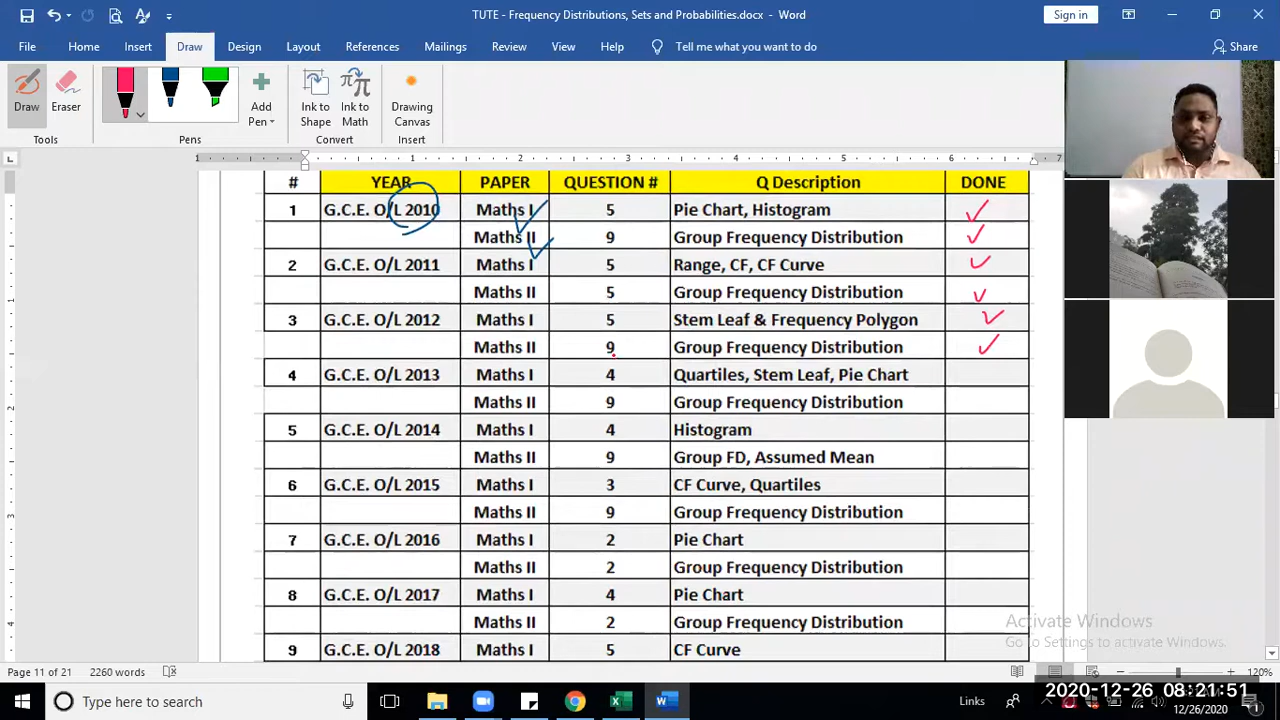 TUTE - Frequency Distributions, Sets and Probabilities.docx - Word
Sign in
File Home Insert Draw Design Layout References Mailings Review View Help Tell me what you want to do Share
Draw Eraser Add Pen Ink to Shape Ink to Math Drawing Canvas
Tools Pens Convert Insert
1 1 2 3 4 5 6 7
# YEAR PAPER QUESTION # Q Description DONE
1 G.C.E. O/L 2010 Maths I 5 Pie Chart, Histogram
Maths II 9 Group Frequency Distribution
2 G.C.E. O/L 2011 Maths I 5 Range, CF, CF Curve
Maths II 5 Group Frequency Distribution
3 G.C.E. O/L 2012 Maths I 5 Stem Leaf & Frequency Polygon
Maths II 9 Group Frequency Distribution
4 G.C.E. O/L 2013 Maths I 4 Quartiles, Stem Leaf, Pie Chart
Maths II 9 Group Frequency Distribution
5 G.C.E. O/L 2014 Maths I 4 Histogram
Maths II 9 Group FD, Assumed Mean
6 G.C.E. O/L 2015 Maths I 3 CF Curve, Quartiles
Maths II 9 Group Frequency Distribution
7 G.C.E. O/L 2016 Maths I 2 Pie Chart
Maths II 2 Group Frequency Distribution
8 G.C.E. O/L 2017 Maths I 4 Pie Chart
Maths II 2 Group Frequency Distribution
9 G.C.E. O/L 2018 Maths I 5 CF Curve
Activate Windows
Go to Settings to activate Windows.
Page 11 of 21 2260 words 120%
Type here to search Links
2020-12-26 08:21:51
12/26/2020